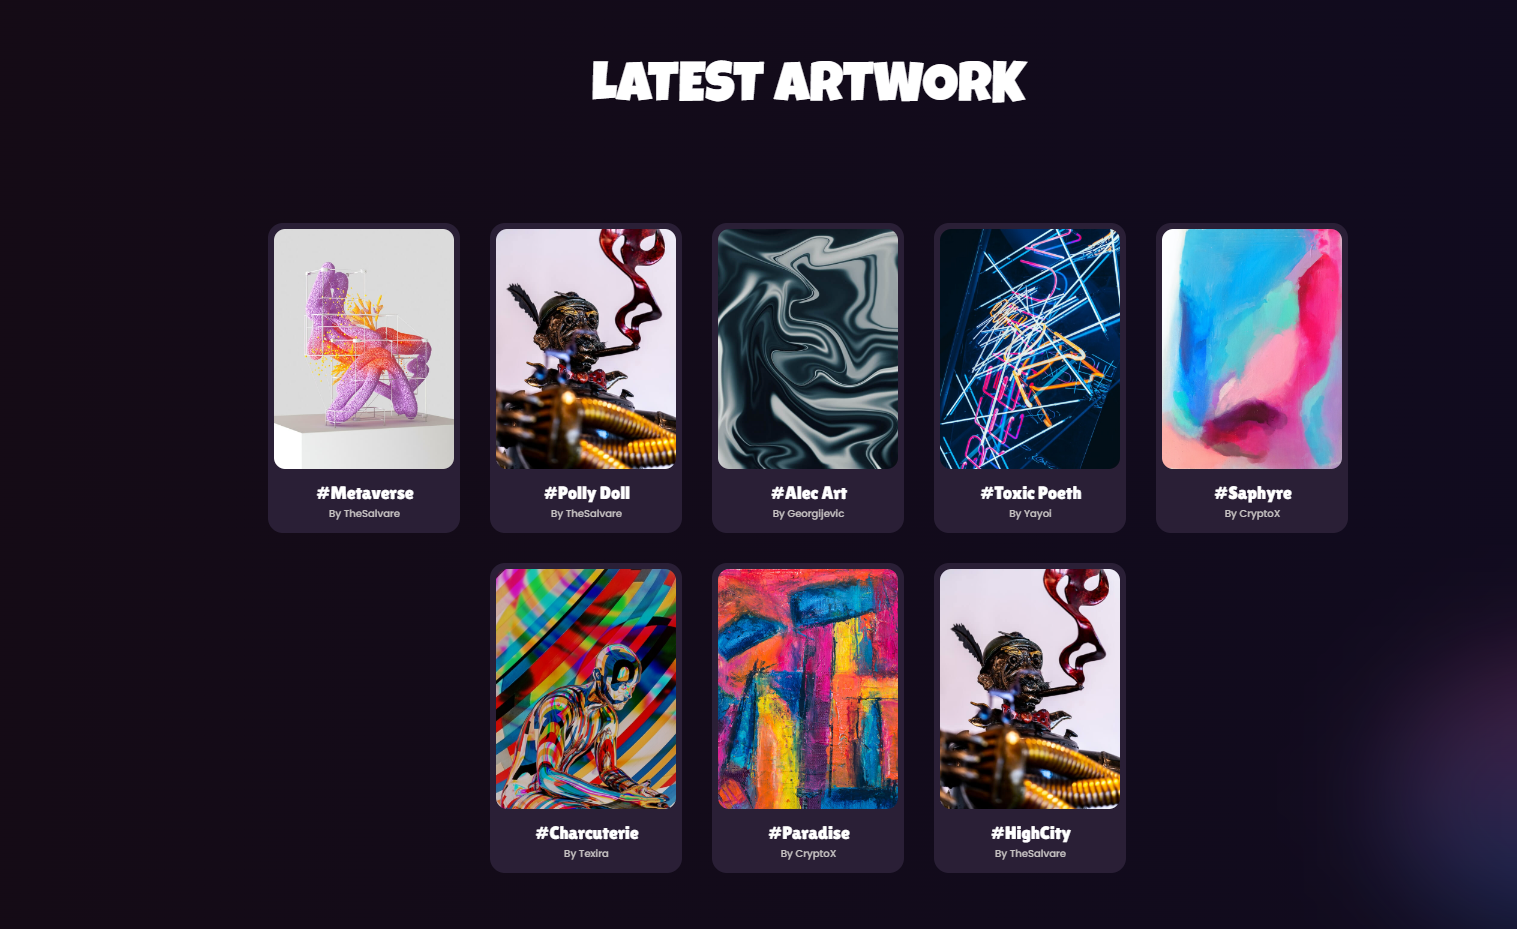 LATEST ARTWORK
#Metaverse
By TheSalvare
#Polly Doll
By TheSalvare
#Alec Art
By Georgijevic
#Toxic Poeth
By Yayoi
#Saphyre
By CryptoX
#Charcuterie
By Texira
#Paradise
By CryptoX
#HighCity
By TheSalvare